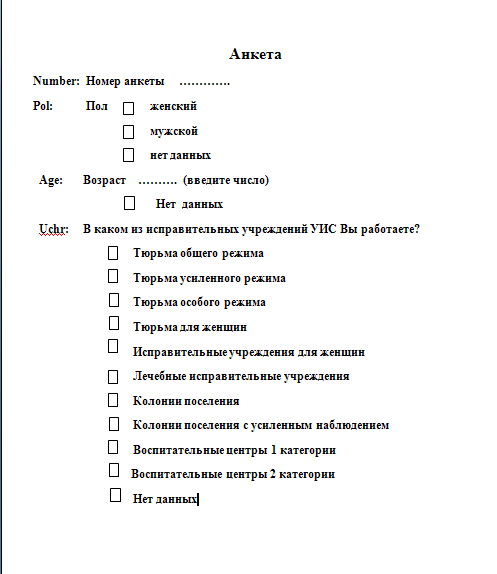 Анкета
Number: Номер анкеты ………….
Pol: Пол женский
мужской
нет данных
Age: Возраст ………. (введите число)
Нет данных
Uchr: В каком из исправительных учреждений УИС Вы работаете?
Тюрьма общего режима
Тюрьма усиленного режима
Тюрьма особого режима
Тюрьма для женщин
Исправительные учреждения для женщин
Лечебные исправительные учреждения
Колонии поселения
Колонии поселения с усиленным наблюдением
Воспитательные центры 1 категории
Воспитательные центры 2 категории
Нет данных